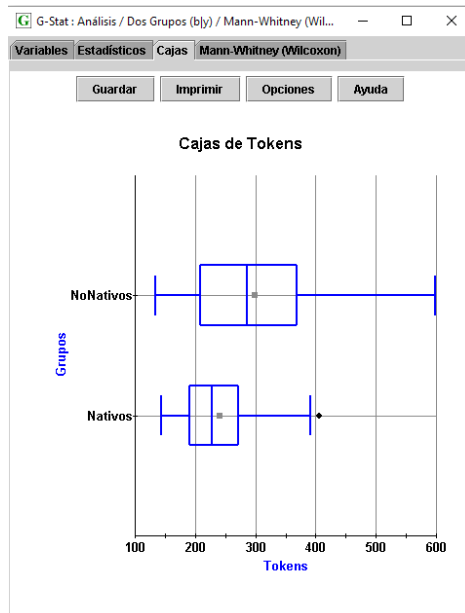 G-Stat : Análisis / Dos Grupos (b|y) / Mann-Whitney (Wil...
Variables Estadísticos Cajas Mann-Whitney (Wilcoxon)
Guardar Imprimir Opciones Ayuda
Cajas de Tokens
NoNativos
Grupos
Nativos
100 200 300 400 500 600
Tokens